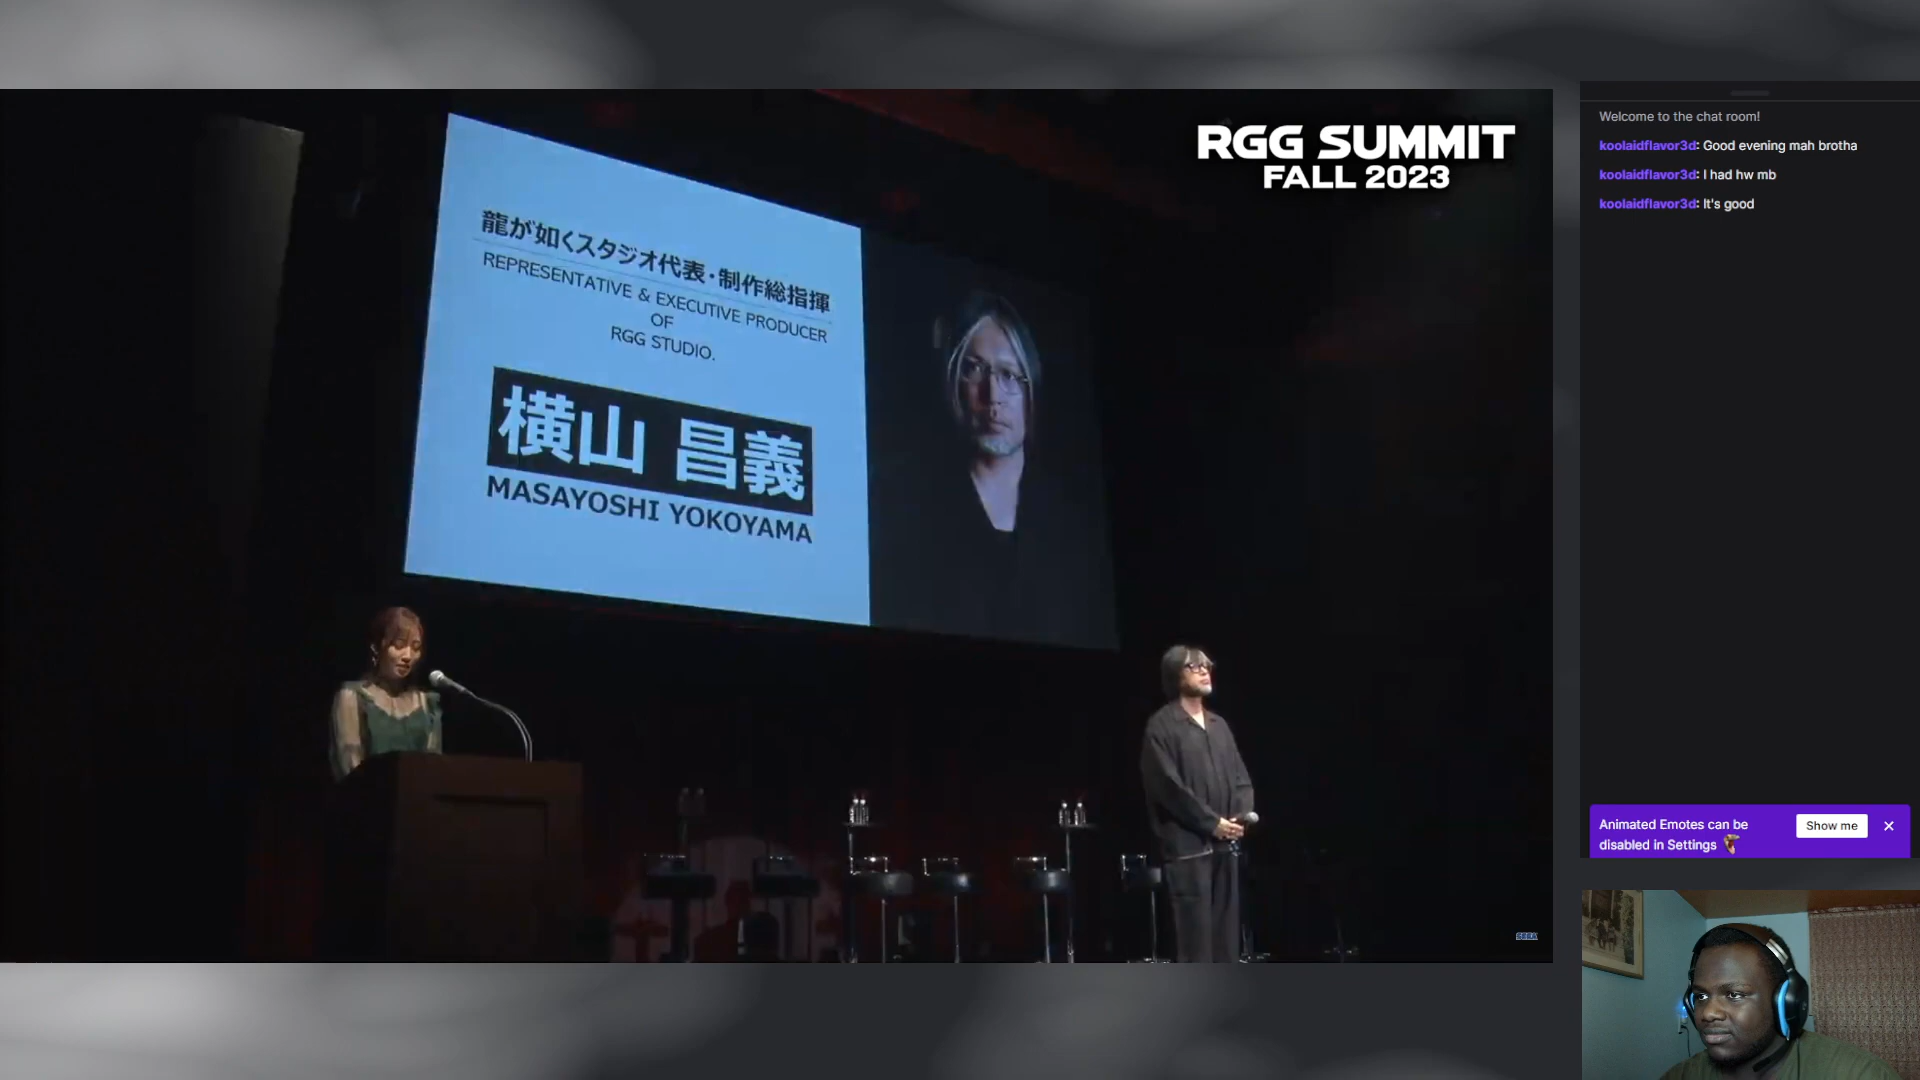 RGG SUMMIT
FALL 2023
龍が如くスタジオ代表・制作総指揮
REPRESENTATIVE & EXECUTIVE PRODUCER
OF
RGG STUDIO.
横山 昌義
MASAYOSHI YOKOYAMA
SEGA
Welcome to the chat room!
koolaidflavor3d: Good evening mah brotha
koolaidflavor3d: I had hw mb
koolaidflavor3d: It's good
Animated Emotes can be
disabled in Settings
Show me